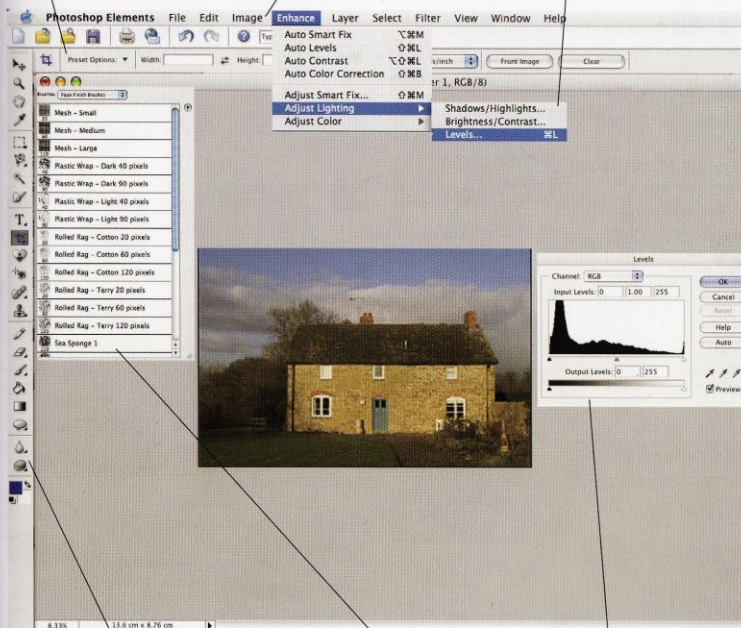 Photoshop Elements File Edit Image Enhance Layer Select Filter View Window Help
Auto Smart Fix ⌥⌘M
Auto Levels ⇧⌘L
Auto Contrast ⌥⇧⌘L
Auto Color Correction ⇧⌘B
Adjust Smart Fix... ⇧⌘M
Adjust Lighting
Adjust Color
Shadows/Highlights...
Brightness/Contrast...
Levels... ⌘L
Preset Options: Width: Height: Front Image Clear
er 1, RGB/8)
Brushes: Faux Finish Brushes
Mesh – Small
Mesh – Medium
Mesh – Large
Plastic Wrap – Dark 40 pixels
Plastic Wrap – Dark 90 pixels
Plastic Wrap – Light 40 pixels
Plastic Wrap – Light 90 pixels
Rolled Rag – Cotton 20 pixels
Rolled Rag – Cotton 60 pixels
Rolled Rag – Cotton 120 pixels
Rolled Rag – Terry 20 pixels
Rolled Rag – Terry 60 pixels
Rolled Rag – Terry 120 pixels
Sea Sponge 1
Levels
Channel: RGB
Input Levels: 0 1.00 255
Output Levels: 0 255
OK
Cancel
Reset
Help
Auto
Preview
8.33% 13.6 cm x 8.76 cm